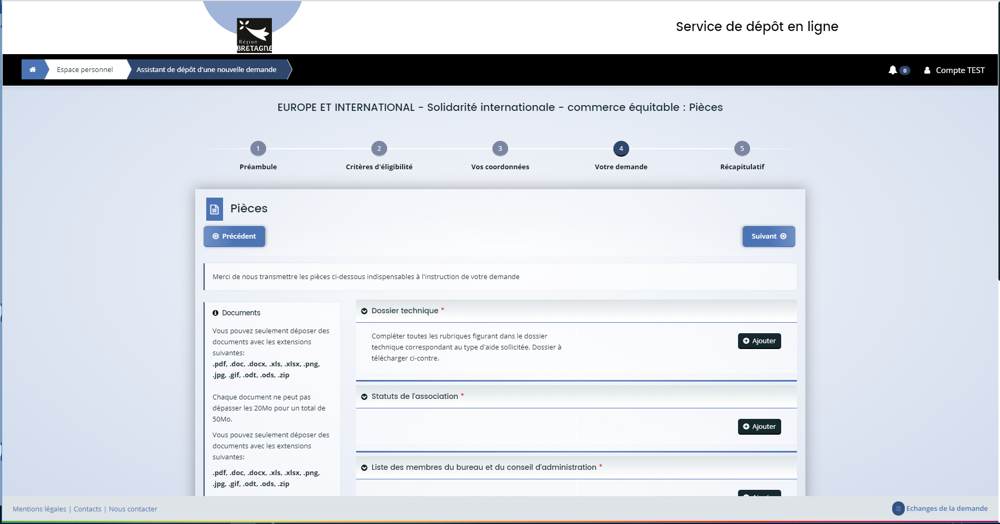 Région
BRETAGNE
Service de dépôt en ligne
Espace personnel
Assistant de dépôt d'une nouvelle demande
0
Compte TEST
EUROPE ET INTERNATIONAL - Solidarité internationale - commerce équitable : Pièces
1
2
3
4
5
Préambule
Critères d'éligibilité
Vos coordonnées
Votre demande
Récapitulatif
Pièces
Précédent
Suivant
Merci de nous transmettre les pièces ci-dessous indispensables à l'instruction de votre demande
Documents
Vous pouvez seulement déposer des
documents avec les extensions
suivantes:
.pdf, .doc, .docx, .xls, .xlsx, .png,
.jpg, .gif, .odt, .ods, .zip
Chaque document ne peut pas
dépasser les 20Mo pour un total de
50Mo.
Vous pouvez seulement déposer des
documents avec les extensions
suivantes:
.pdf, .doc, .docx, .xls, .xlsx, .png,
.jpg, .gif, .odt, .ods, .zip
Dossier technique *
Compléter toutes les rubriques figurant dans le dossier
technique correspondant au type d'aide sollicitée. Dossier à
télécharger ci-contre.
Ajouter
Statuts de l'association *
Ajouter
Liste des membres du bureau et du conseil d'administration *
Mentions légales | Contacts | Nous contacter
Echanges de la demande